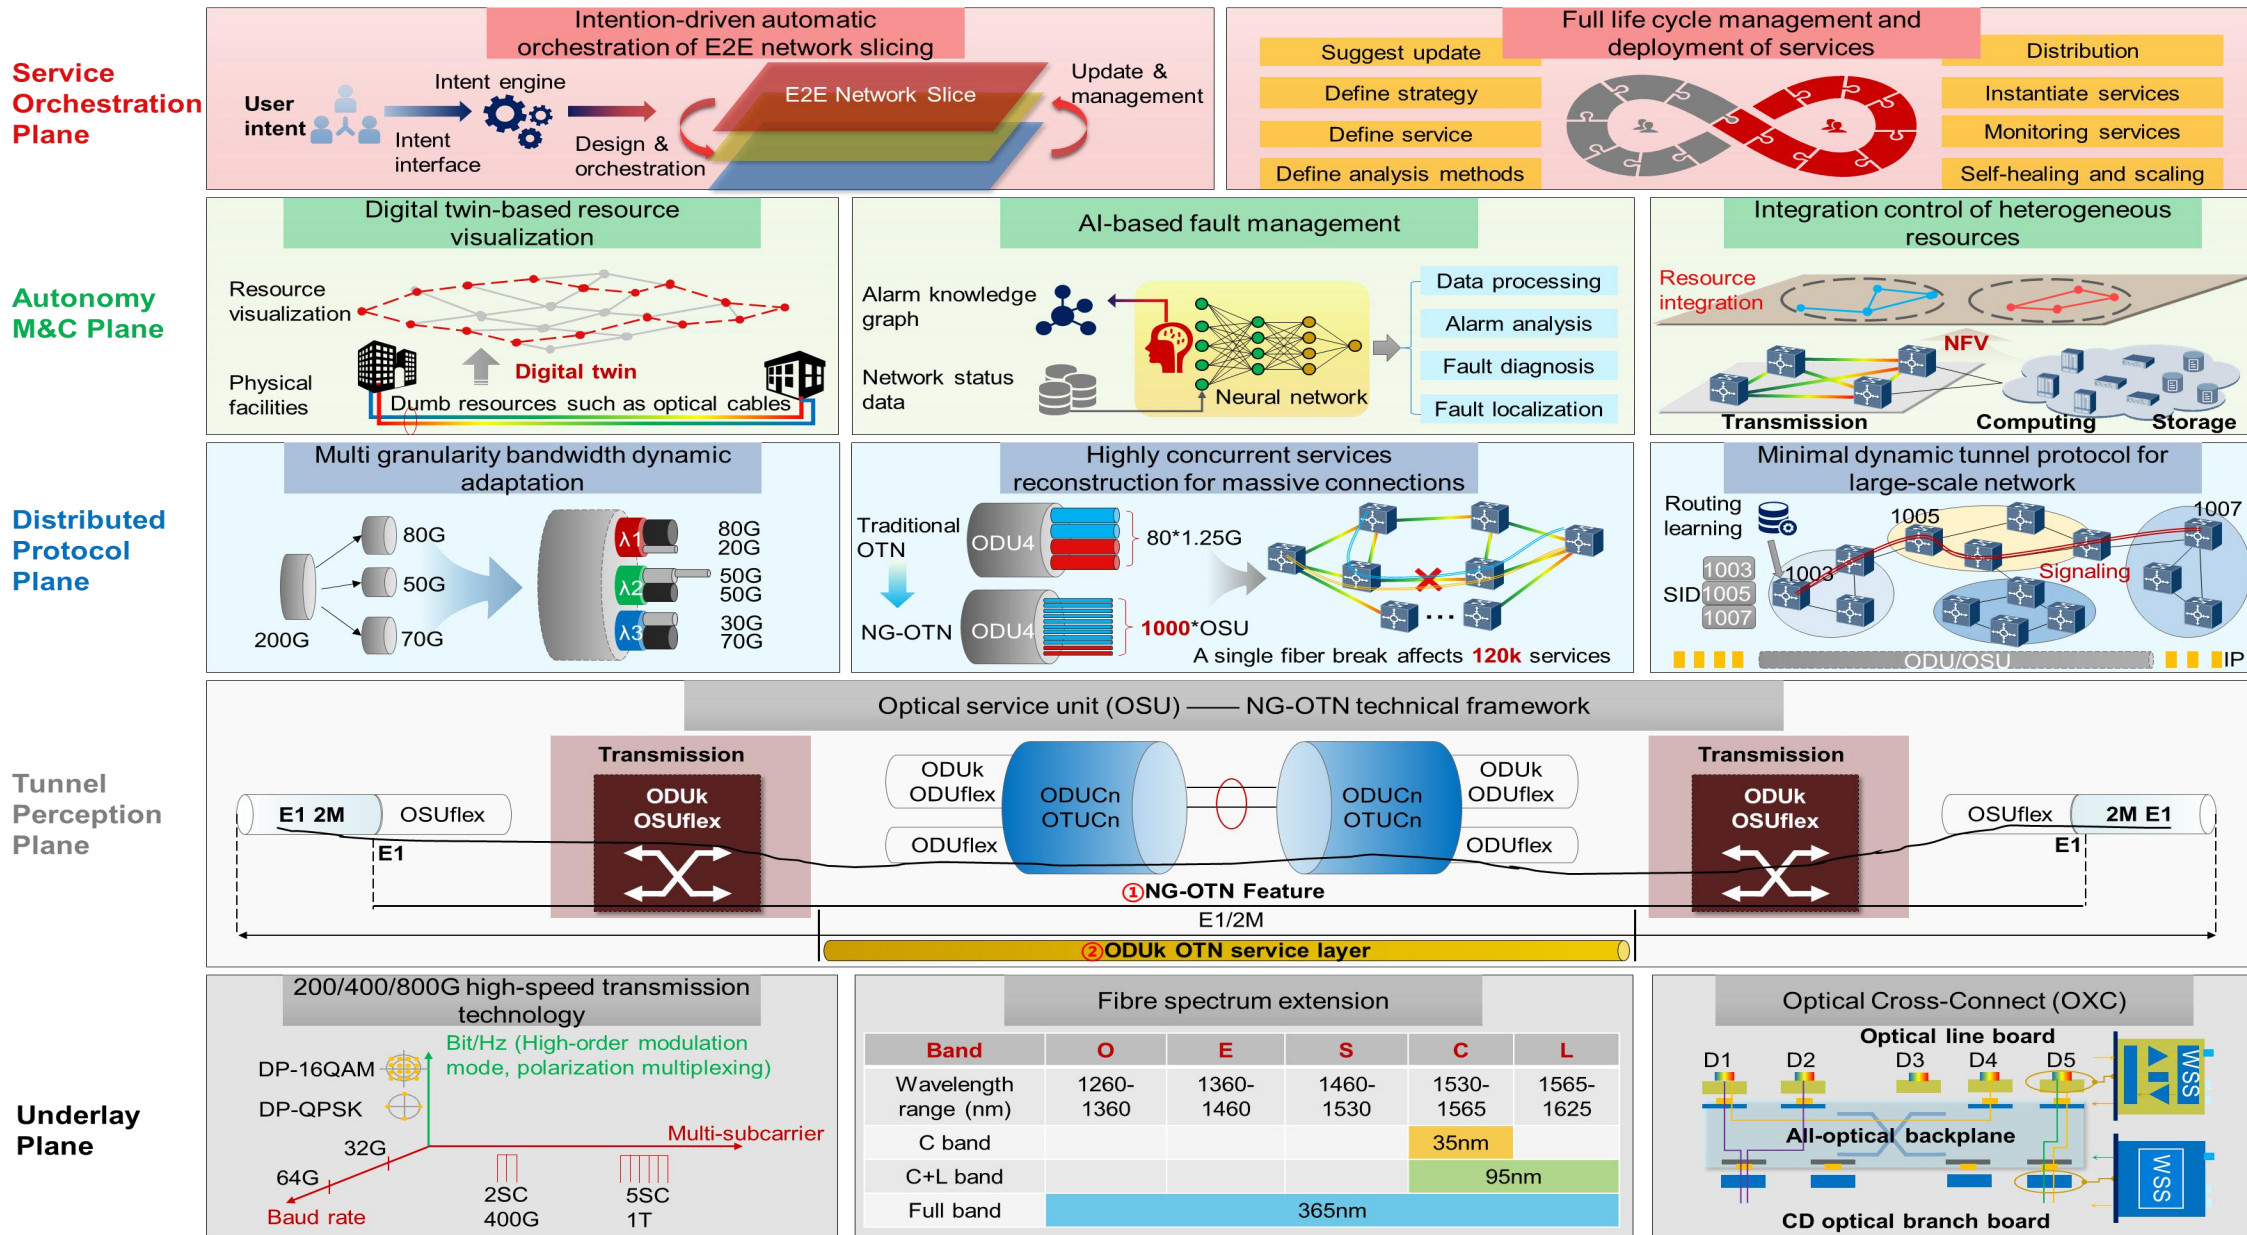 Service
Orchestration
Plane
Intention-driven automatic
orchestration of E2E network slicing
User
intent
Intent
interface
Intent engine
Design &
orchestration
E2E Network Slice
Update &
management
Full life cycle management and
deployment of services
Suggest update
Define strategy
Define service
Define analysis methods
Distribution
Instantiate services
Monitoring services
Self-healing and scaling
Autonomy
M&C Plane
Digital twin-based resource
visualization
Resource
visualization
Digital twin
Physical
facilities
Dumb resources such as optical cables
AI-based fault management
Alarm knowledge
graph
Network status
data
Neural network
Data processing
Alarm analysis
Fault diagnosis
Fault localization
Integration control of heterogeneous
resources
Resource
integration
NFV
Transmission
Computing
Storage
Distributed
Protocol
Plane
Multi granularity bandwidth dynamic
adaptation
200G
80G
50G
70G
λ1
λ2
λ3
80G
20G
50G
50G
30G
70G
Highly concurrent services
reconstruction for massive connections
Traditional
OTN
ODU4
80*1.25G
NG-OTN
ODU4
1000*OSU
...
A single fiber break affects 120k services
Minimal dynamic tunnel protocol for
large-scale network
Routing
learning
1003
1005
1007
SID
1003
1005
1007
Signaling
ODU/OSU
IP
Tunnel
Perception
Plane
Optical service unit (OSU) —— NG-OTN technical framework
E1 2M
OSUflex
E1
Transmission
ODUk
OSUflex
ODUk
ODUflex
ODUflex
ODUCn
OTUCn
ODUCn
OTUCn
ODUk
ODUflex
ODUflex
Transmission
ODUk
OSUflex
OSUflex
2M E1
E1
①NG-OTN Feature
E1/2M
②ODUk OTN service layer
Underlay
Plane
200/400/800G high-speed transmission
technology
DP-16QAM
DP-QPSK
Bit/Hz (High-order modulation
mode, polarization multiplexing)
32G
64G
Baud rate
Multi-subcarrier
2SC
400G
5SC
1T
Fibre spectrum extension
Band O E S C L
Wavelength
range (nm)
1260-
1360
1360-
1460
1460-
1530
1530-
1565
1565-
1625
C band 35nm
C+L band 95nm
Full band 365nm
Optical Cross-Connect (OXC)
Optical line board
D1 D2 D3 D4 D5
WSS
All-optical backplane
WSS
CD optical branch board